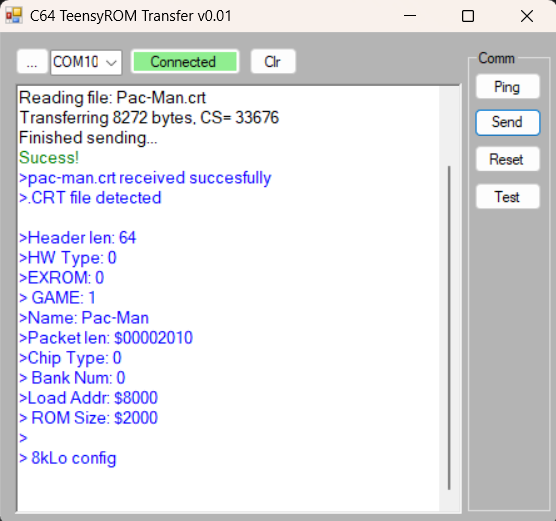 C64 TeensyROM Transfer v0.01
... COM10 Connected Clr
Comm
Ping
Send
Reset
Test
Reading file: Pac-Man.crt
Transferring 8272 bytes, CS= 33676
Finished sending...
Sucess!
>pac-man.crt received succesfully
>.CRT file detected
>Header len: 64
>HW Type: 0
>EXROM: 0
> GAME: 1
>Name: Pac-Man
>Packet len: $00002010
>Chip Type: 0
> Bank Num: 0
>Load Addr: $8000
> ROM Size: $2000
>
> 8kLo config